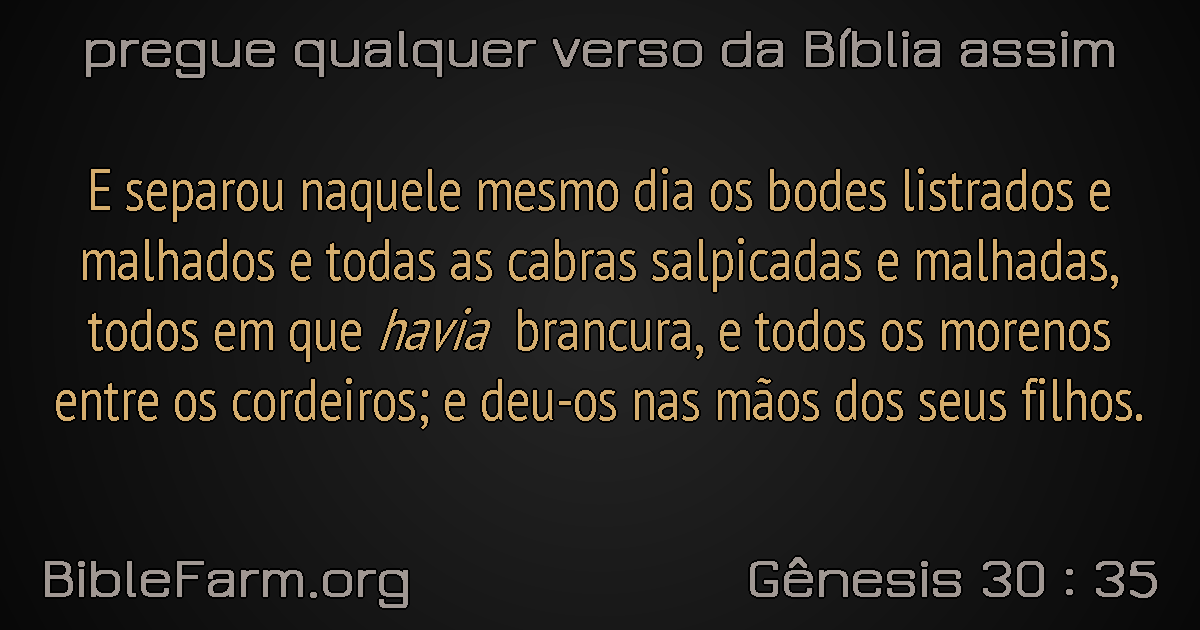 pregue qualquer verso da Bíblia assim
E separou naquele mesmo dia os bodes listrados e
malhados e todas as cabras salpicadas e malhadas,
todos em que havia brancura, e todos os morenos
entre os cordeiros; e deu-os nas mãos dos seus filhos.
BibleFarm.org
Gênesis 30 : 35